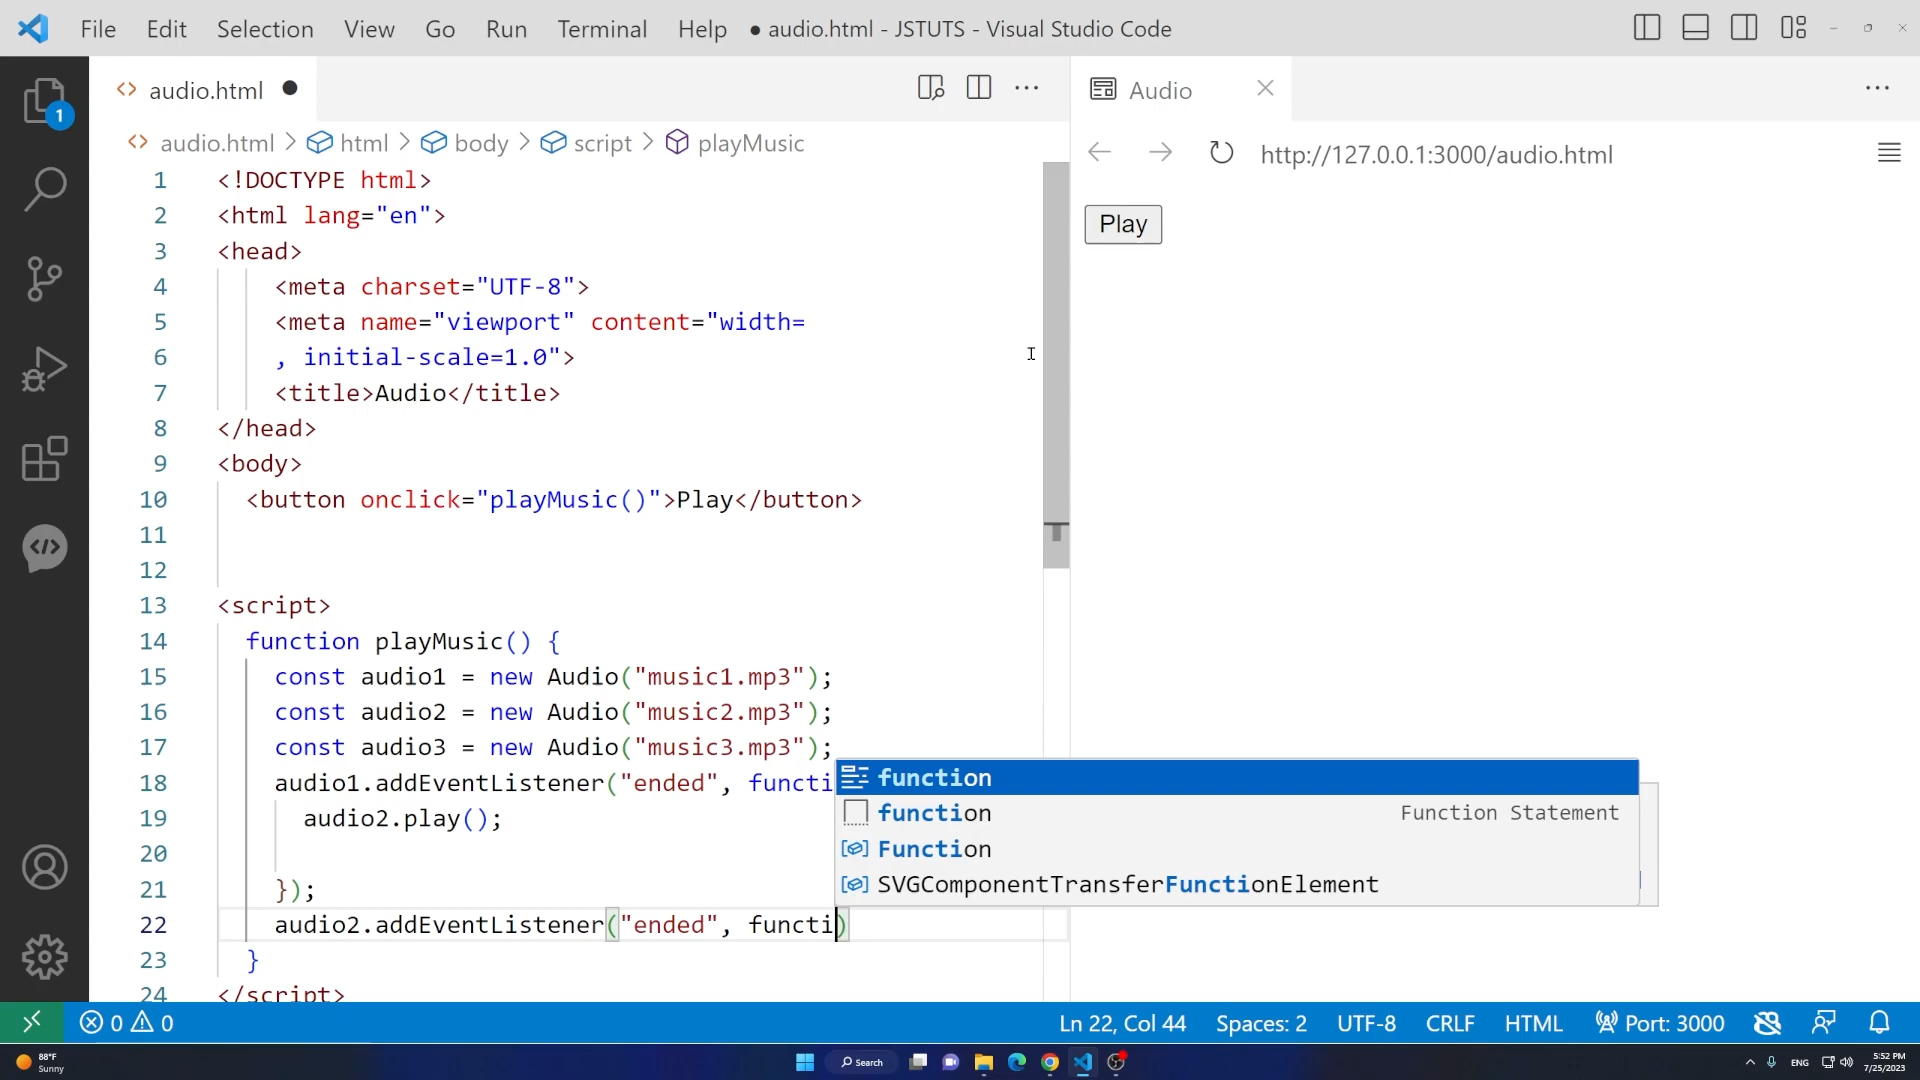 File Edit Selection View Go Run Terminal Help ● audio.html - JSTUTS - Visual Studio Code
audio.html
Audio
1
audio.html > html > body > script > playMusic
http://127.0.0.1:3000/audio.html
Play
1 <!DOCTYPE html>
2 <html lang="en">
3 <head>
4 <meta charset="UTF-8">
5 <meta name="viewport" content="width=
6 , initial-scale=1.0">
7 <title>Audio</title>
8 </head>
9 <body>
10 <button onclick="playMusic()">Play</button>
11
12
13 <script>
14 function playMusic() {
15 const audio1 = new Audio("music1.mp3");
16 const audio2 = new Audio("music2.mp3");
17 const audio3 = new Audio("music3.mp3");
18 audio1.addEventListener("ended", functi
19 audio2.play();
20
21 });
22 audio2.addEventListener("ended", functi)
23 }
24 </script>
function
function Function Statement
Function
SVGComponentTransferFunctionElement
0 0 Ln 22, Col 44 Spaces: 2 UTF-8 CRLF HTML Port: 3000
88°F
Sunny
Search
ENG
5:52 PM
7/25/2023